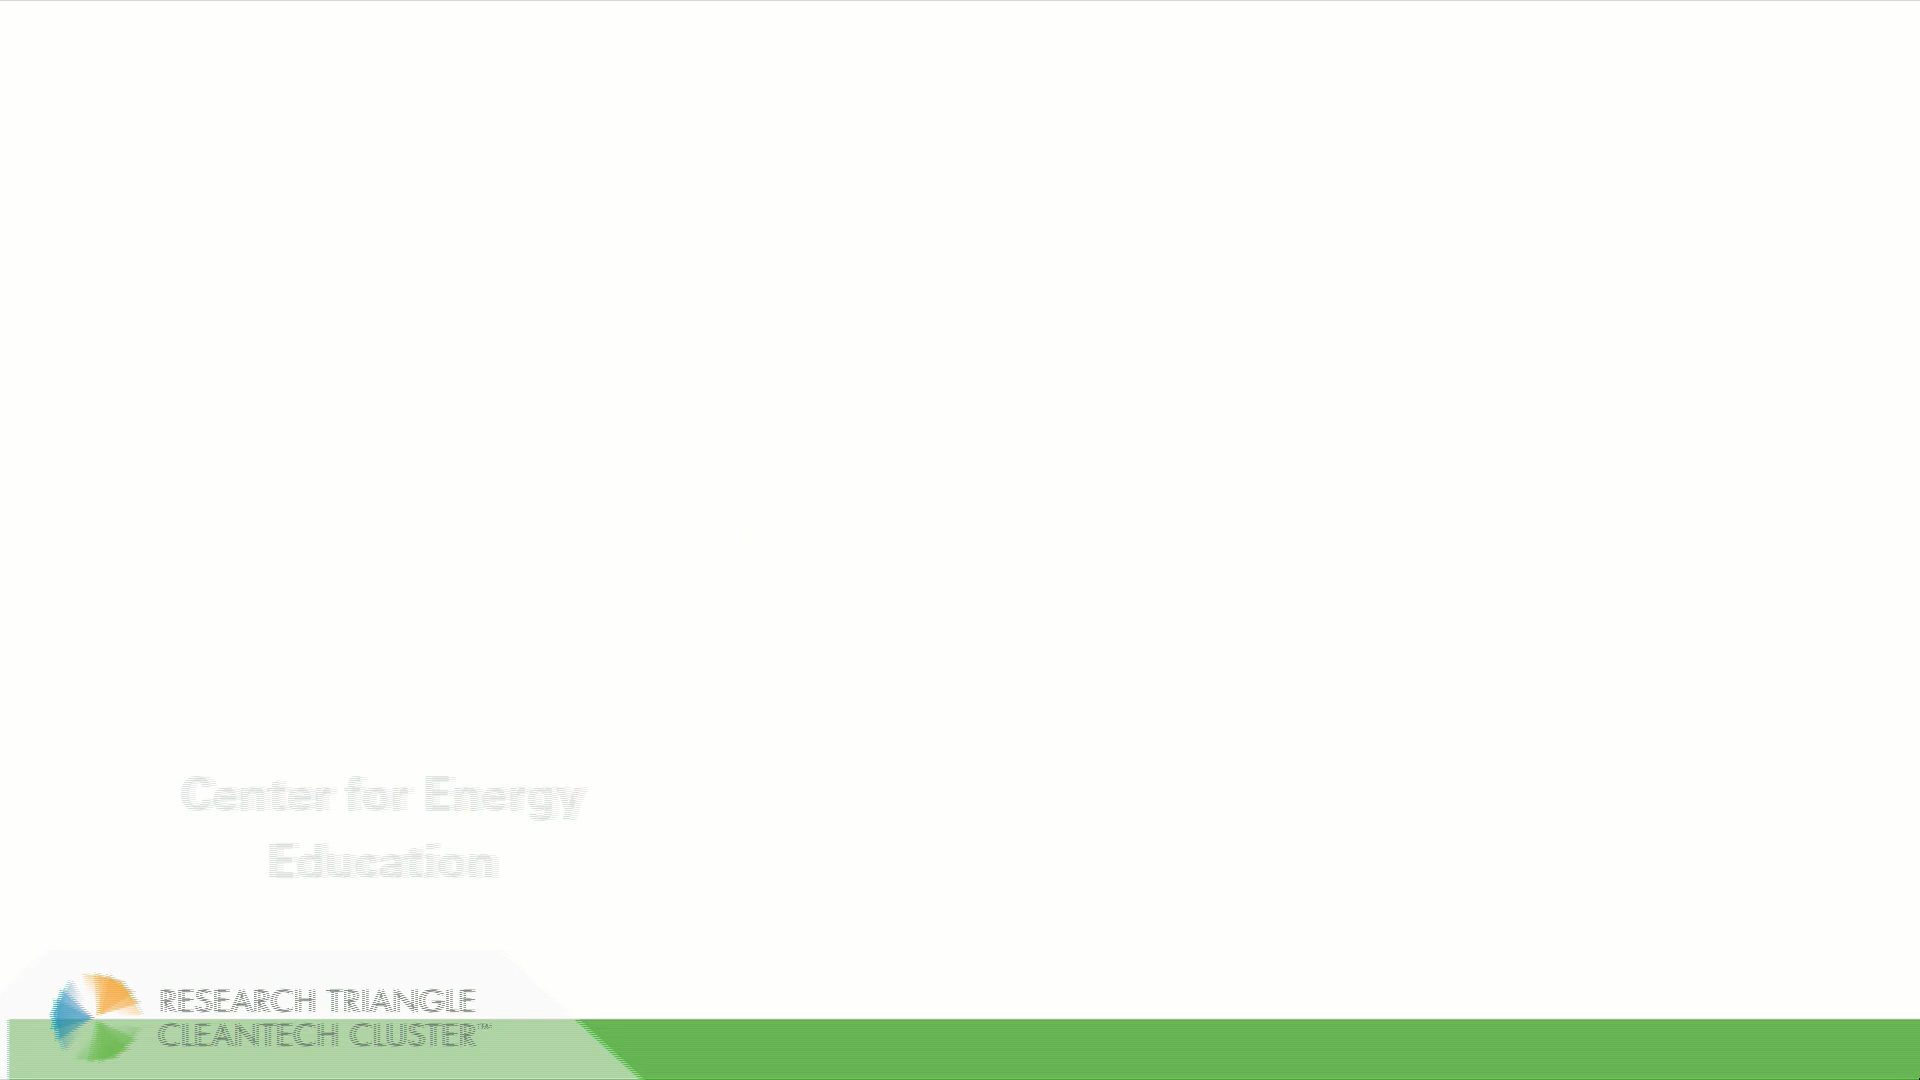 Center for Energy
Education
RESEARCH TRIANGLE
CLEANTECH CLUSTER™